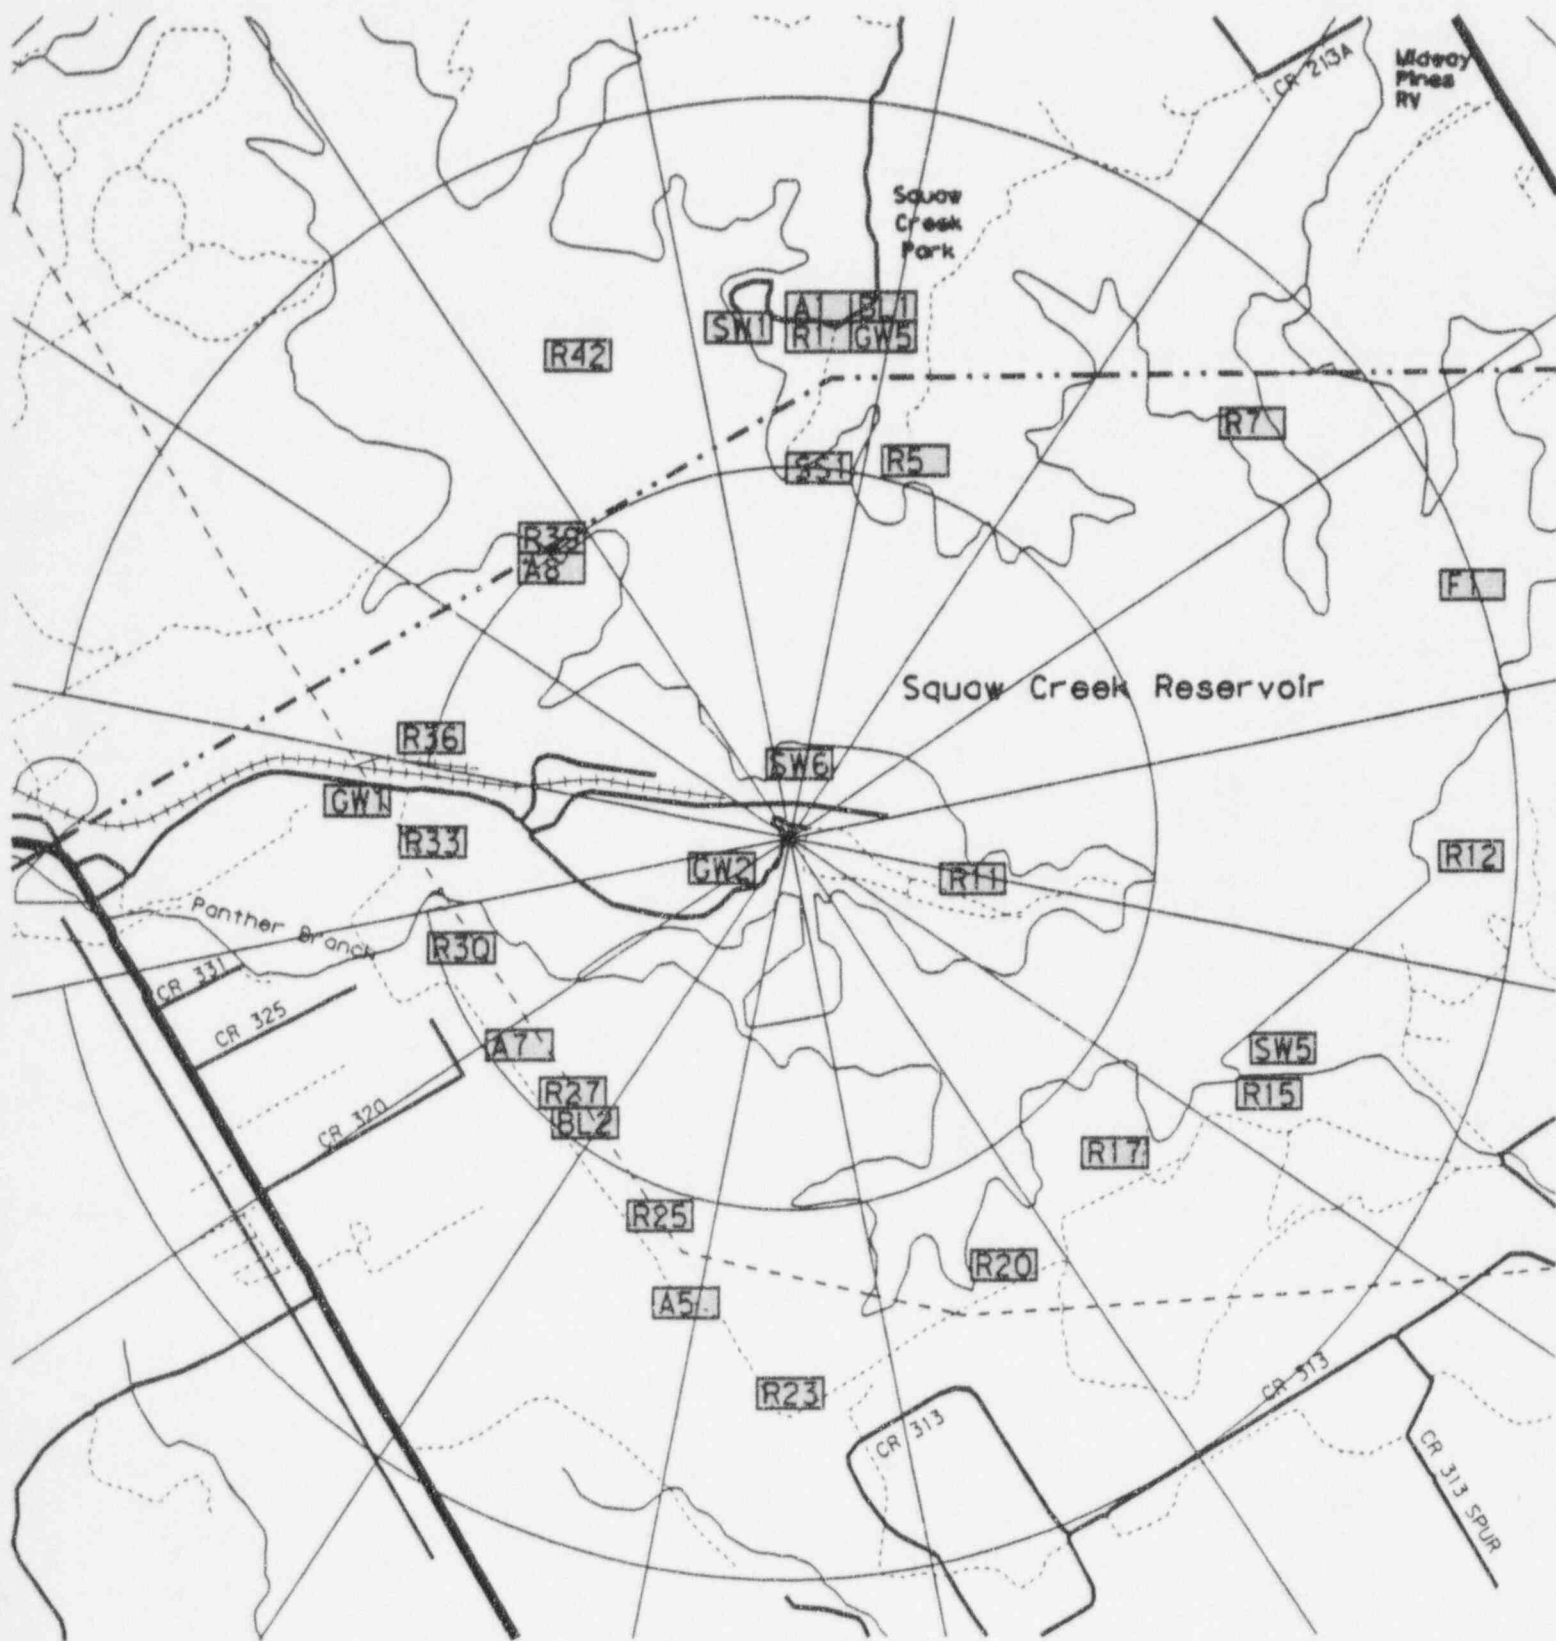 CR 213A
Midway
Pines
RV
Squaw
Creek
Park
A1 BL1
SW1
R1 GW5
R42
R7
SS1
R5
R39
A8
F1
Squaw Creek Reservoir
R36
SW6
GW1
R33
GW2
R11
R12
Panther Branch
R30
CR 331
CR 325
A7
SW5
R27
R15
BL2
CR 320
R17
R25
R20
A5
R23
CR 313
CR 313
CR 313 SPUR